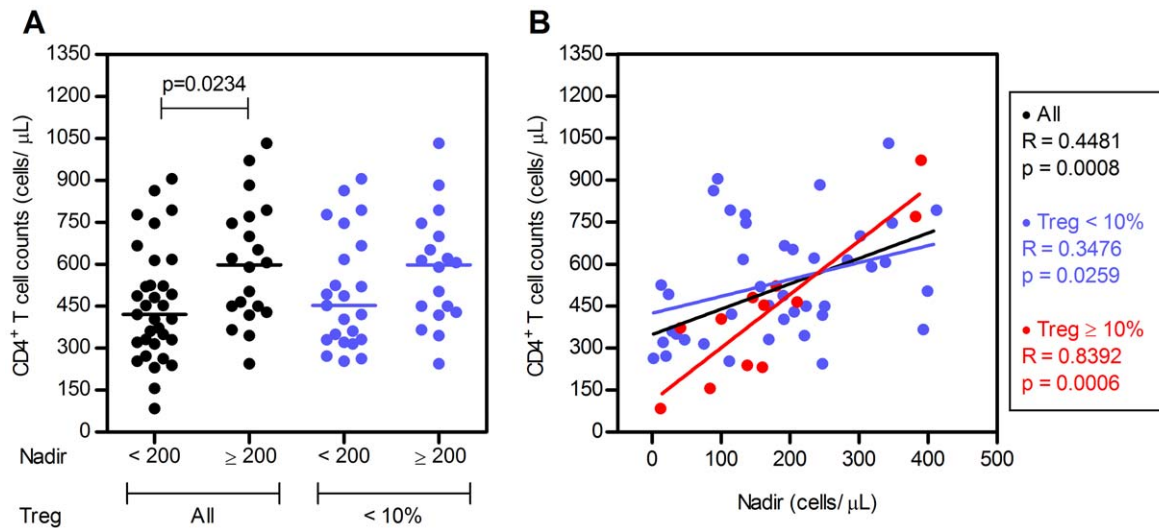 A
CD4⁺ T cell counts (cells/ μL)
1350
1200
1050
900
750
600
450
300
150
0
p=0.0234
Nadir
< 200
≥ 200
< 200
≥ 200
Treg
All
< 10%
B
CD4⁺ T cell counts (cells/ μL)
1350
1200
1050
900
750
600
450
300
150
0
0
100
200
300
400
500
Nadir (cells/ μL)
• All
R = 0.4481
p = 0.0008
• Treg < 10%
R = 0.3476
p = 0.0259
• Treg ≥ 10%
R = 0.8392
p = 0.0006